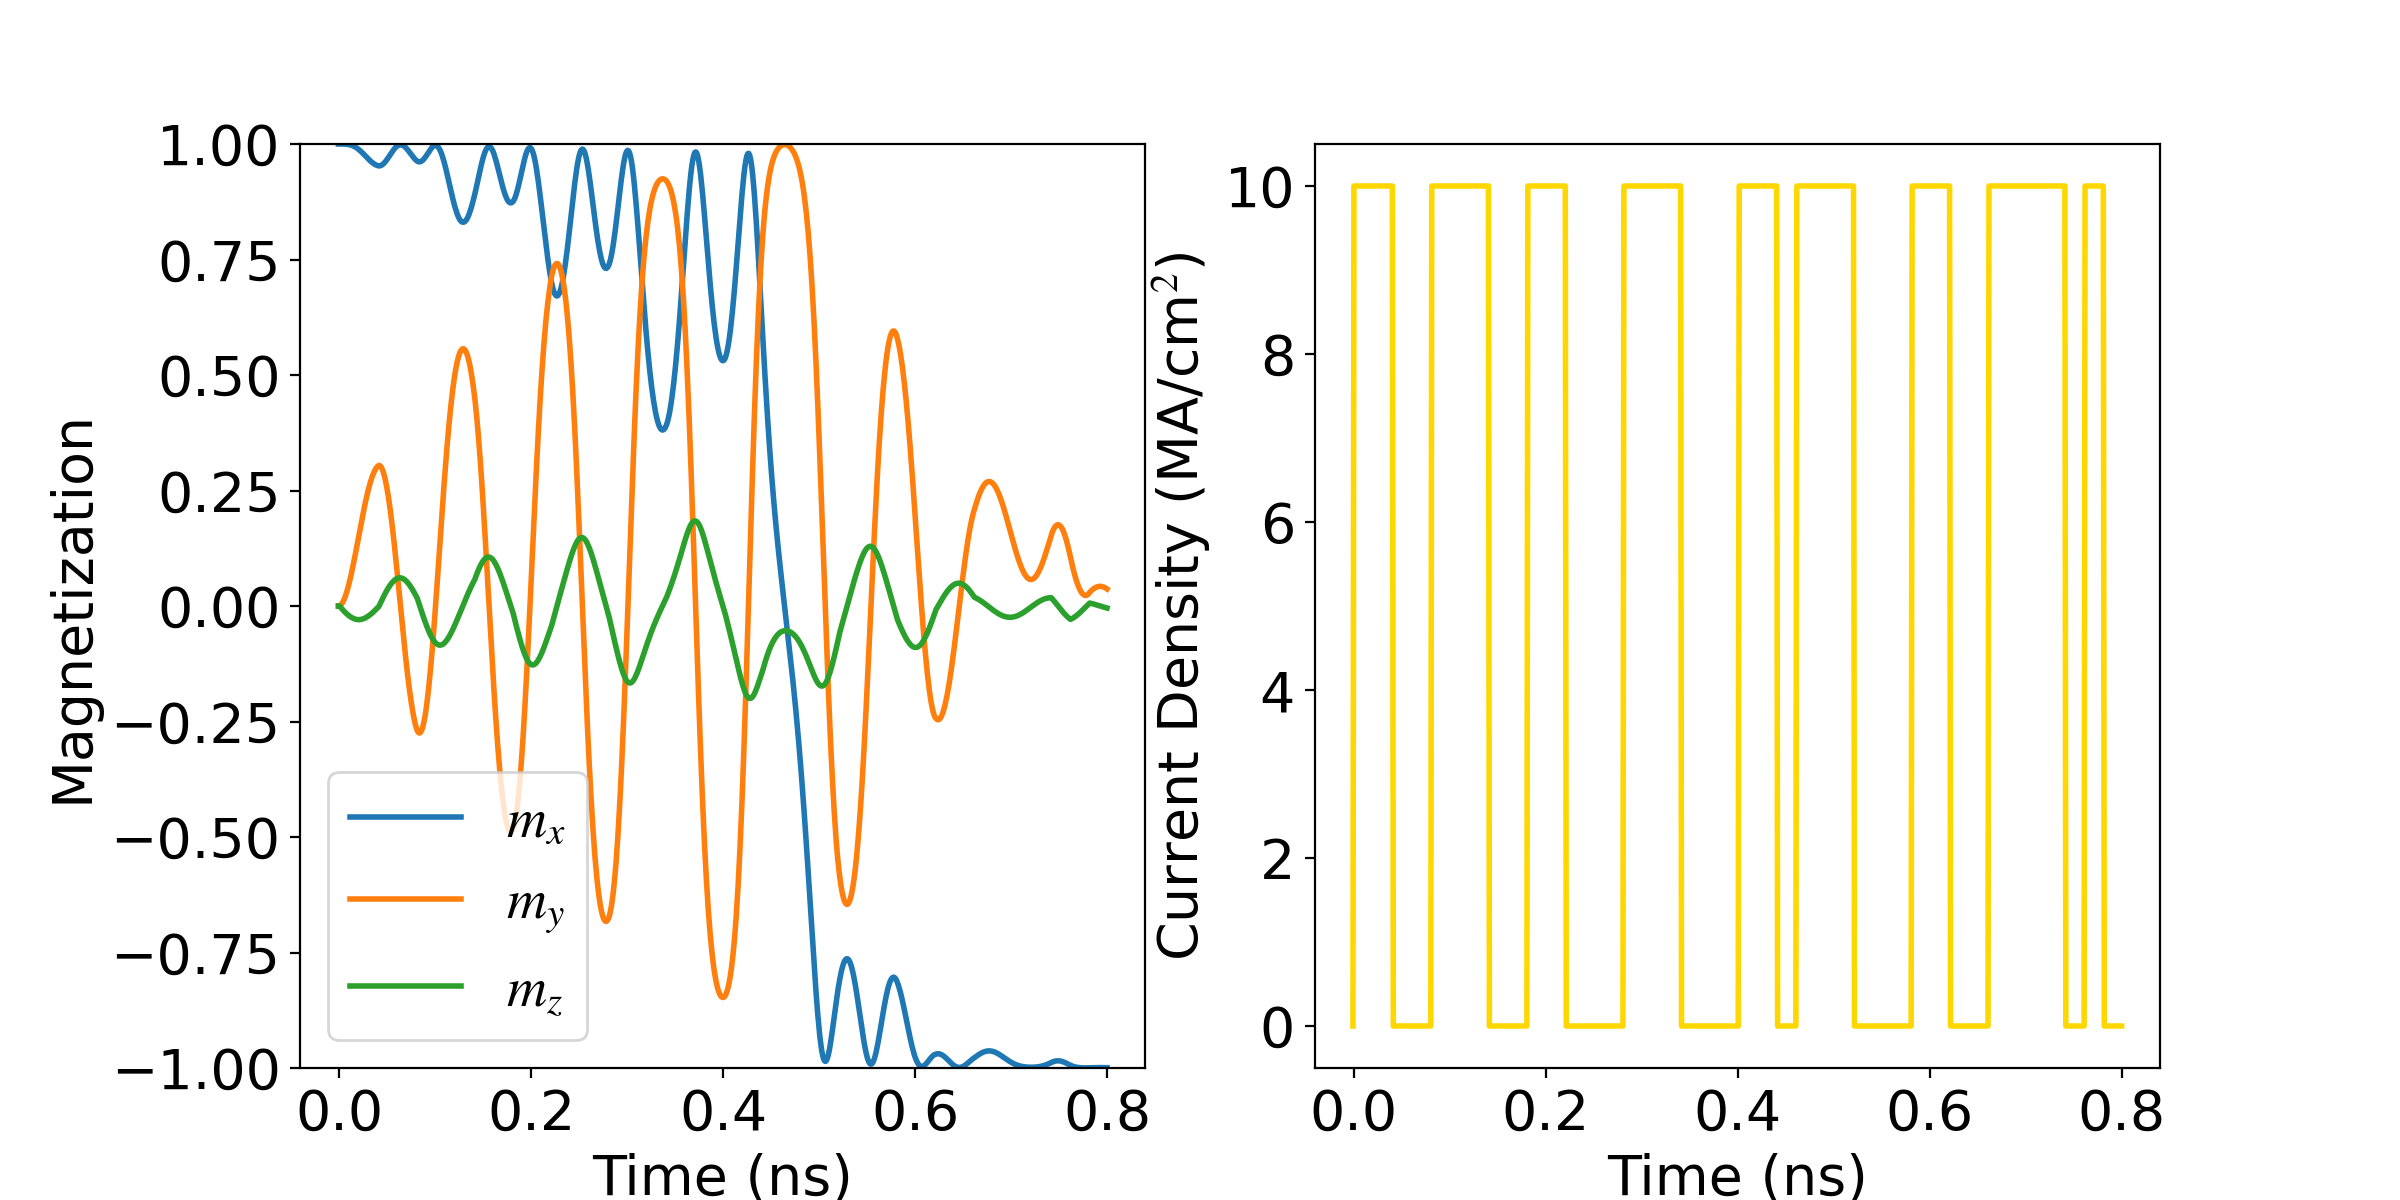 1.00
0.75
0.50
0.25
0.00
−0.25
−0.50
−0.75
−1.00
Magnetization
m_x
m_y
m_z
0.0 0.2 0.4 0.6 0.8
Time (ns)
10
8
6
4
2
0
Current Density (MA/cm²)
0.0 0.2 0.4 0.6 0.8
Time (ns)